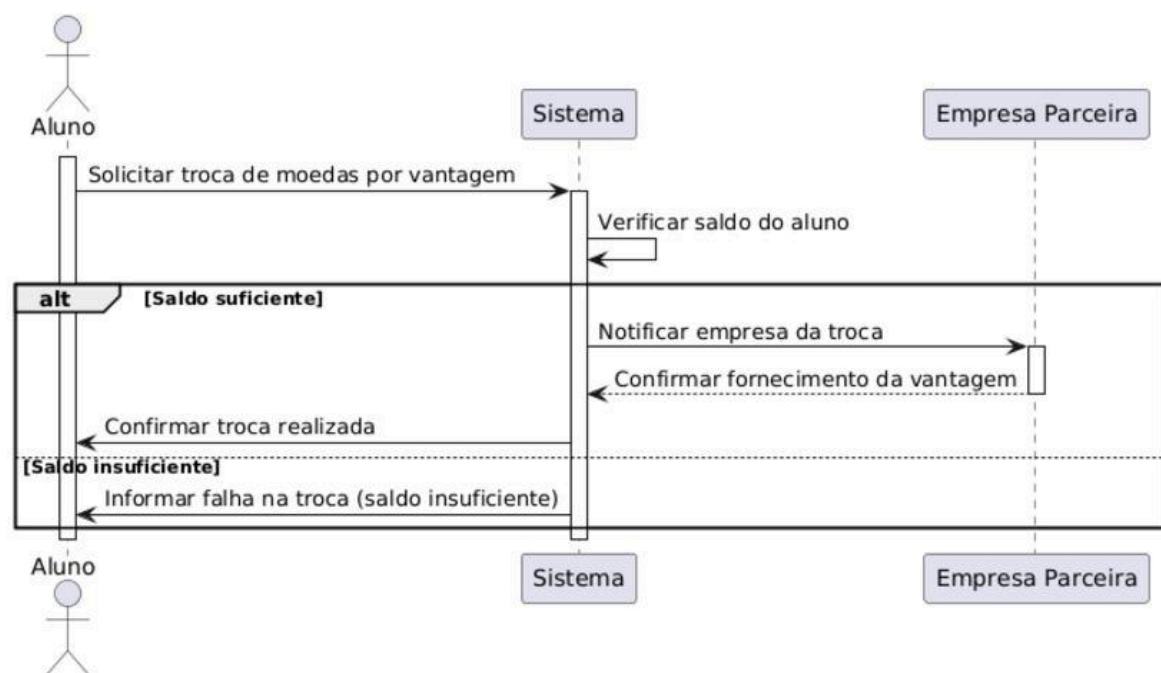 Aluno
Sistema
Empresa Parceira
Solicitar troca de moedas por vantagem
Verificar saldo do aluno
alt
[Saldo suficiente]
Notificar empresa da troca
Confirmar fornecimento da vantagem
Confirmar troca realizada
[Saldo insuficiente]
Informar falha na troca (saldo insuficiente)
Aluno
Sistema
Empresa Parceira